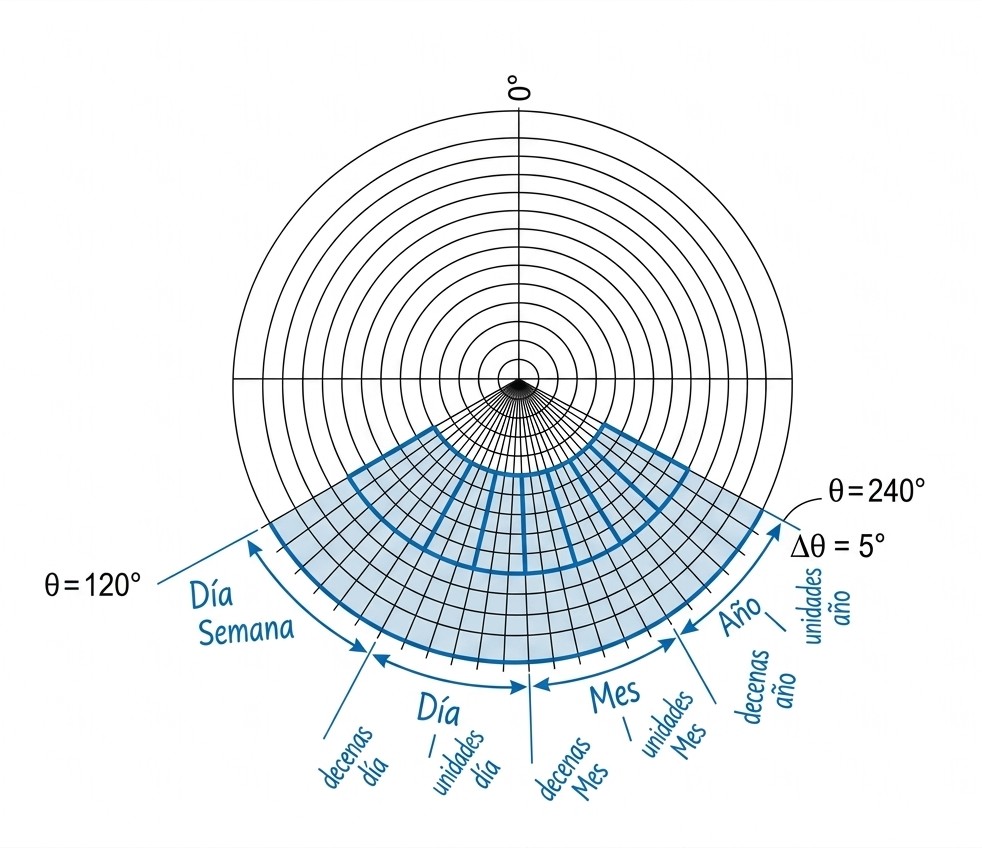 0°
θ=240°
Δθ = 5°
θ=120°
Día
Semana
Día
Mes
Año
decenas
día
unidades
día
decenas
Mes
unidades
Mes
decenas
año
unidades
año